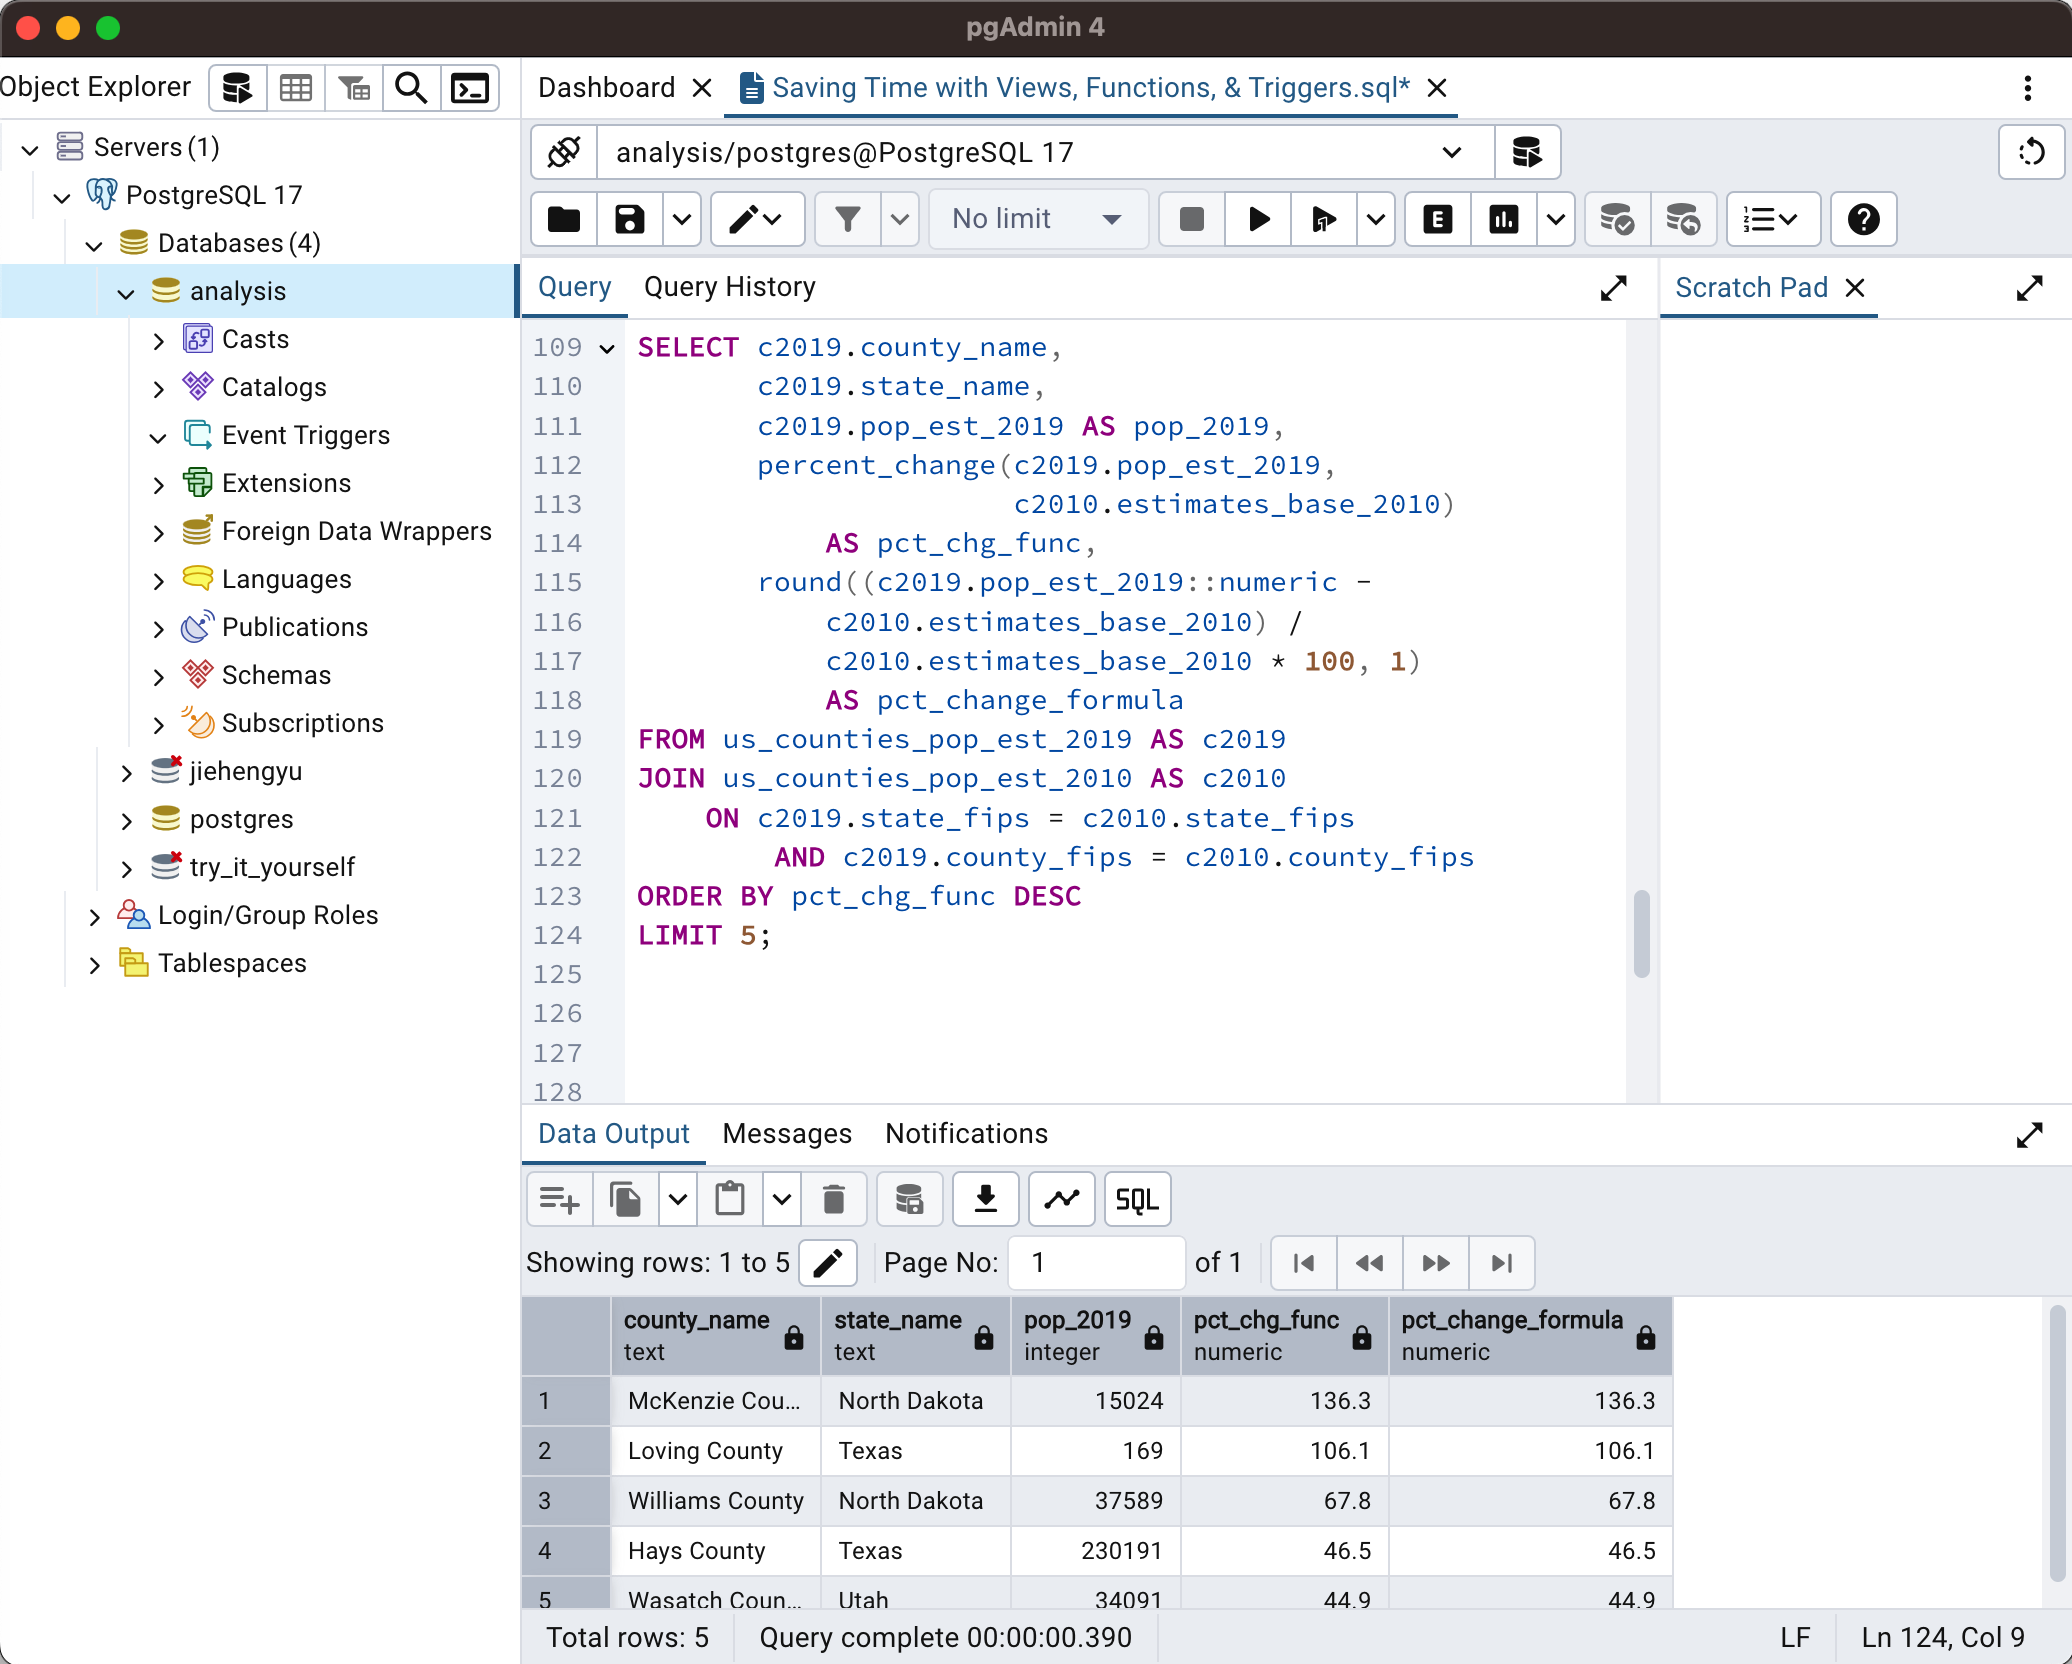 pgAdmin 4
Object Explorer
Dashboard
Saving Time with Views, Functions, & Triggers.sql*
Servers (1)
PostgreSQL 17
Databases (4)
analysis
Casts
Catalogs
Event Triggers
Extensions
Foreign Data Wrappers
Languages
Publications
Schemas
Subscriptions
jiehengyu
postgres
try_it_yourself
Login/Group Roles
Tablespaces
analysis/postgres@PostgreSQL 17
No limit
E
Query Query History
Scratch Pad
109 SELECT c2019.county_name,
110 c2019.state_name,
111 c2019.pop_est_2019 AS pop_2019,
112 percent_change(c2019.pop_est_2019,
113 c2010.estimates_base_2010)
114 AS pct_chg_func,
115 round((c2019.pop_est_2019::numeric -
116 c2010.estimates_base_2010) /
117 c2010.estimates_base_2010 * 100, 1)
118 AS pct_change_formula
119 FROM us_counties_pop_est_2019 AS c2019
120 JOIN us_counties_pop_est_2010 AS c2010
121 ON c2019.state_fips = c2010.state_fips
122 AND c2019.county_fips = c2010.county_fips
123 ORDER BY pct_chg_func DESC
124 LIMIT 5;
125
126
127
128
Data Output Messages Notifications
SQL
Showing rows: 1 to 5 Page No: 1 of 1
county_name state_name pop_2019 pct_chg_func pct_change_formula
text text integer numeric numeric
1 McKenzie Cou... North Dakota 15024 136.3 136.3
2 Loving County Texas 169 106.1 106.1
3 Williams County North Dakota 37589 67.8 67.8
4 Hays County Texas 230191 46.5 46.5
5 Wasatch Coun... Utah 34091 44.9 44.9
Total rows: 5 Query complete 00:00:00.390 LF Ln 124, Col 9